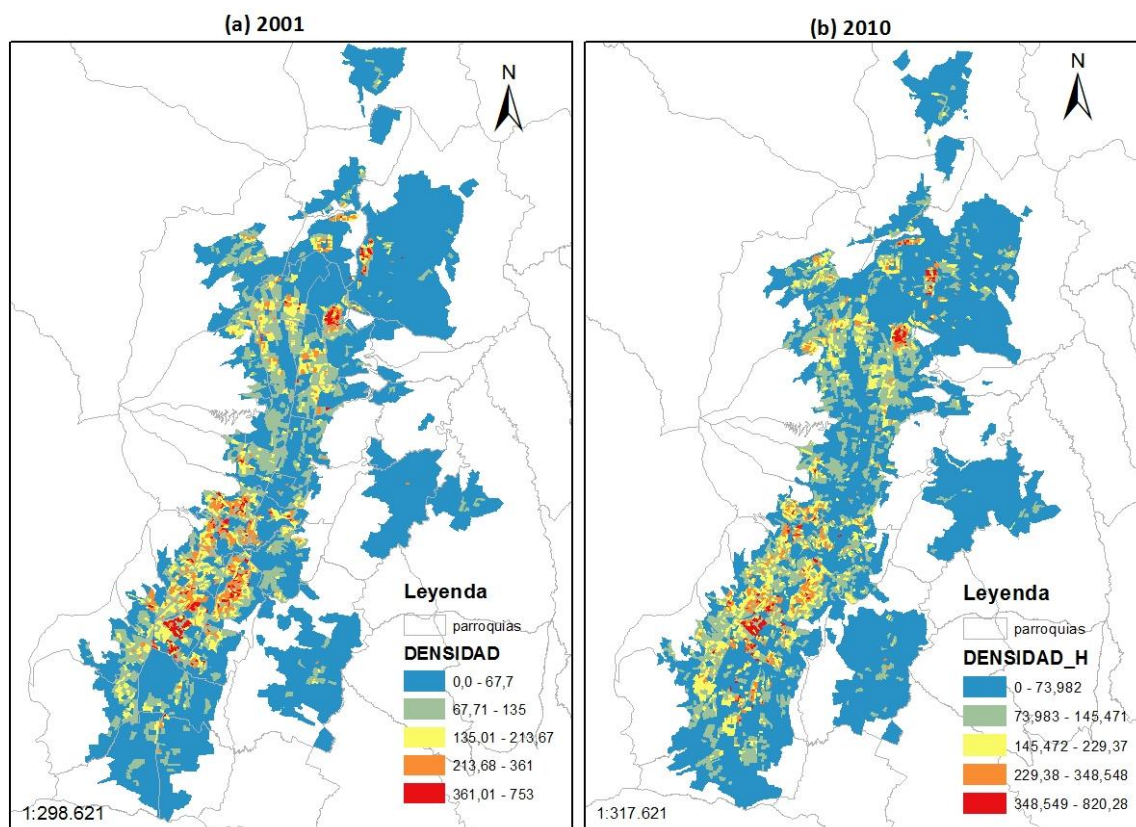 (a) 2001
N
Leyenda
parroquias
DENSIDAD
0,0 - 67,7
67,71 - 135
135,01 - 213,67
213,68 - 361
361,01 - 753
1:298.621
(b) 2010
N
Leyenda
parroquias
DENSIDAD_H
0 - 73,982
73,983 - 145,471
145,472 - 229,37
229,38 - 348,548
348,549 - 820,28
1:317.621